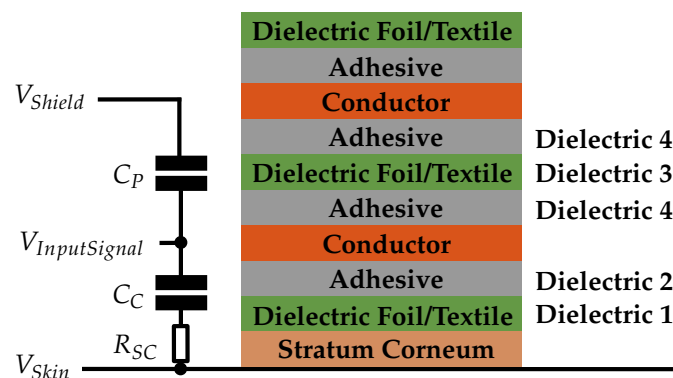 Dielectric Foil/Textile
Adhesive
V_Shield
Conductor
Adhesive Dielectric 4
C_P Dielectric Foil/Textile Dielectric 3
Adhesive Dielectric 4
V_InputSignal Conductor
Adhesive Dielectric 2
C_C
Dielectric Foil/Textile Dielectric 1
R_SC Stratum Corneum
V_Skin